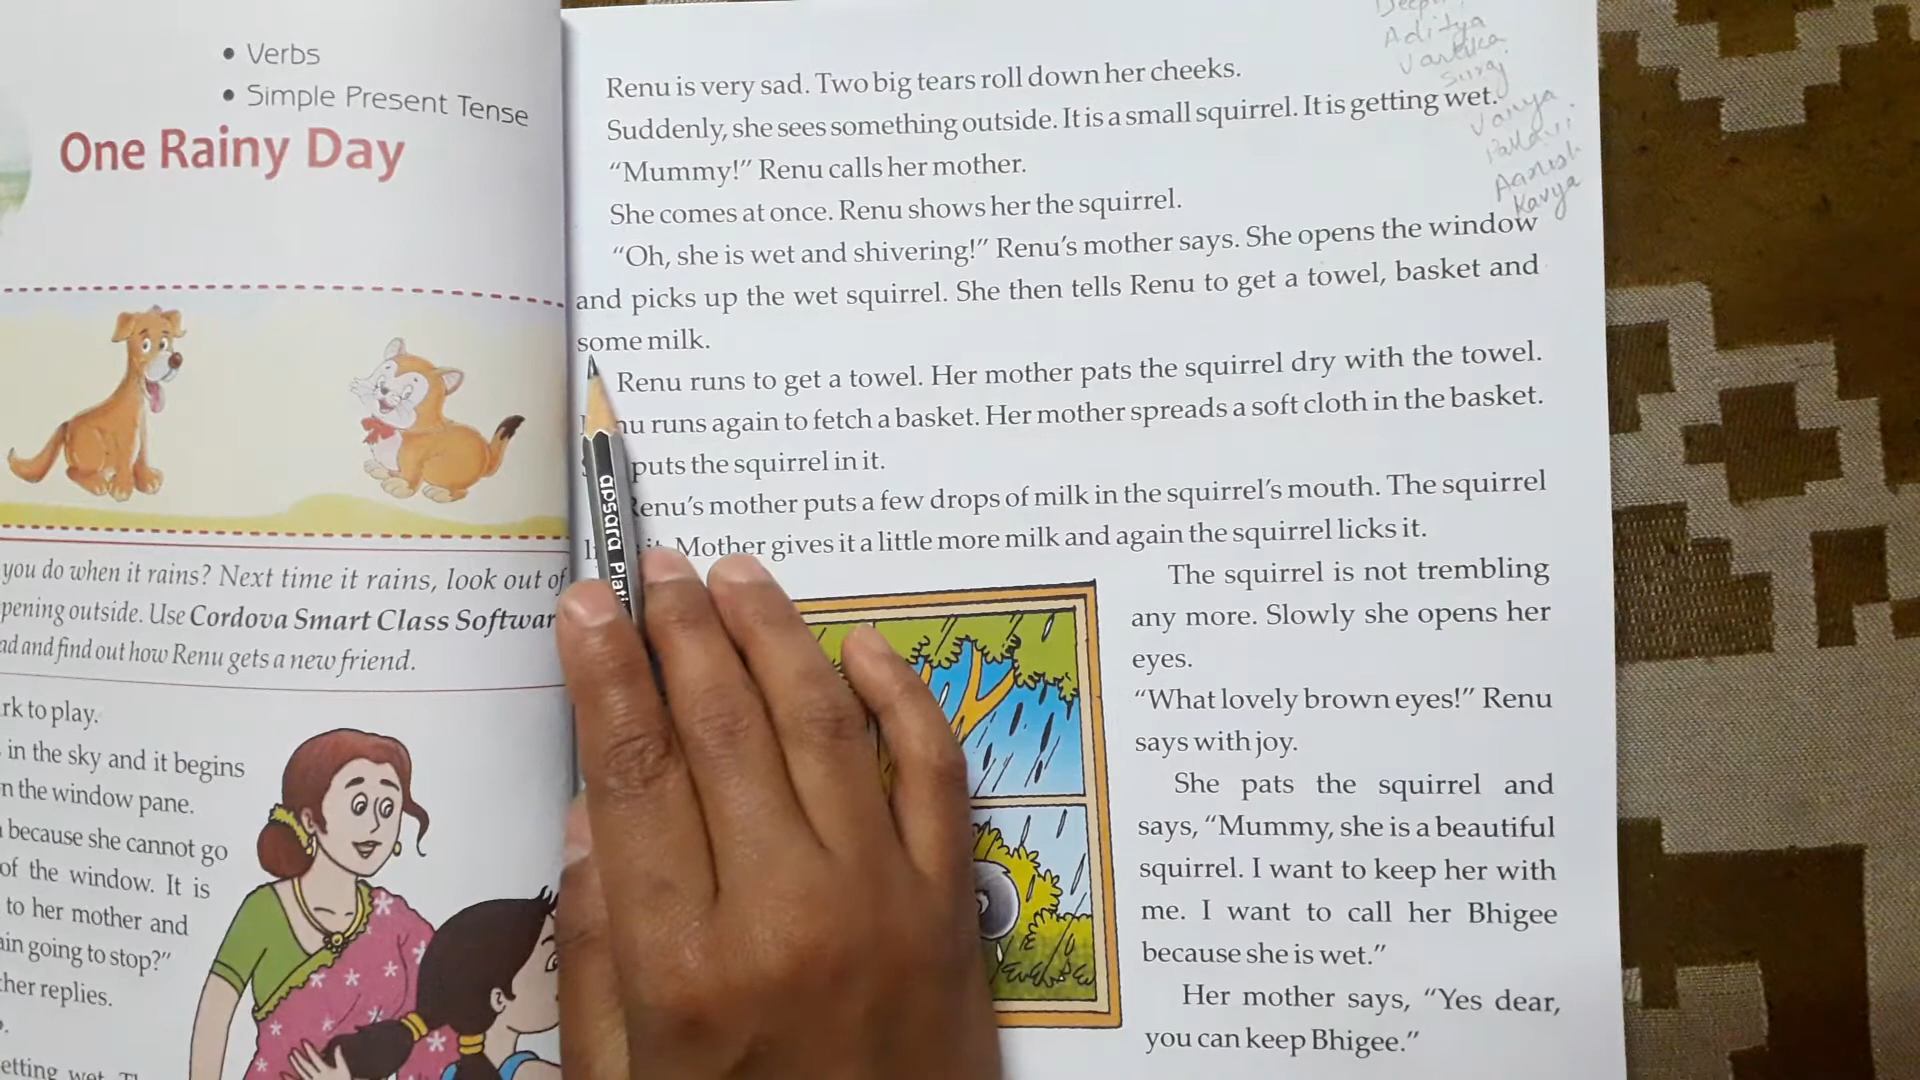 • Verbs
• Simple Present Tense
One Rainy Day
you do when it rains? Next time it rains, look out of
pening outside. Use Cordova Smart Class Softwar
ad and find out how Renu gets a new friend.
rk to play.
in the sky and it begins
n the window pane.
because she cannot go
of the window. It is
to her mother and
ain going to stop?”
ther replies.
etting wet.
Renu is very sad. Two big tears roll down her cheeks.
Suddenly, she sees something outside. It is a small squirrel. It is getting wet.
“Mummy!” Renu calls her mother.
She comes at once. Renu shows her the squirrel.
“Oh, she is wet and shivering!” Renu’s mother says. She opens the window
and picks up the wet squirrel. She then tells Renu to get a towel, basket and
some milk.
Renu runs to get a towel. Her mother pats the squirrel dry with the towel.
nu runs again to fetch a basket. Her mother spreads a soft cloth in the basket.
puts the squirrel in it.
Renu’s mother puts a few drops of milk in the squirrel’s mouth. The squirrel
it. Mother gives it a little more milk and again the squirrel licks it.
The squirrel is not trembling
any more. Slowly she opens her
eyes.
“What lovely brown eyes!” Renu
says with joy.
She pats the squirrel and
says, “Mummy, she is a beautiful
squirrel. I want to keep her with
me. I want to call her Bhigee
because she is wet.”
Her mother says, “Yes dear,
you can keep Bhigee.”
Aditya
Vartika
Suraj
Vanya
Pallavi
Aanish
Kavya
apsara Plati